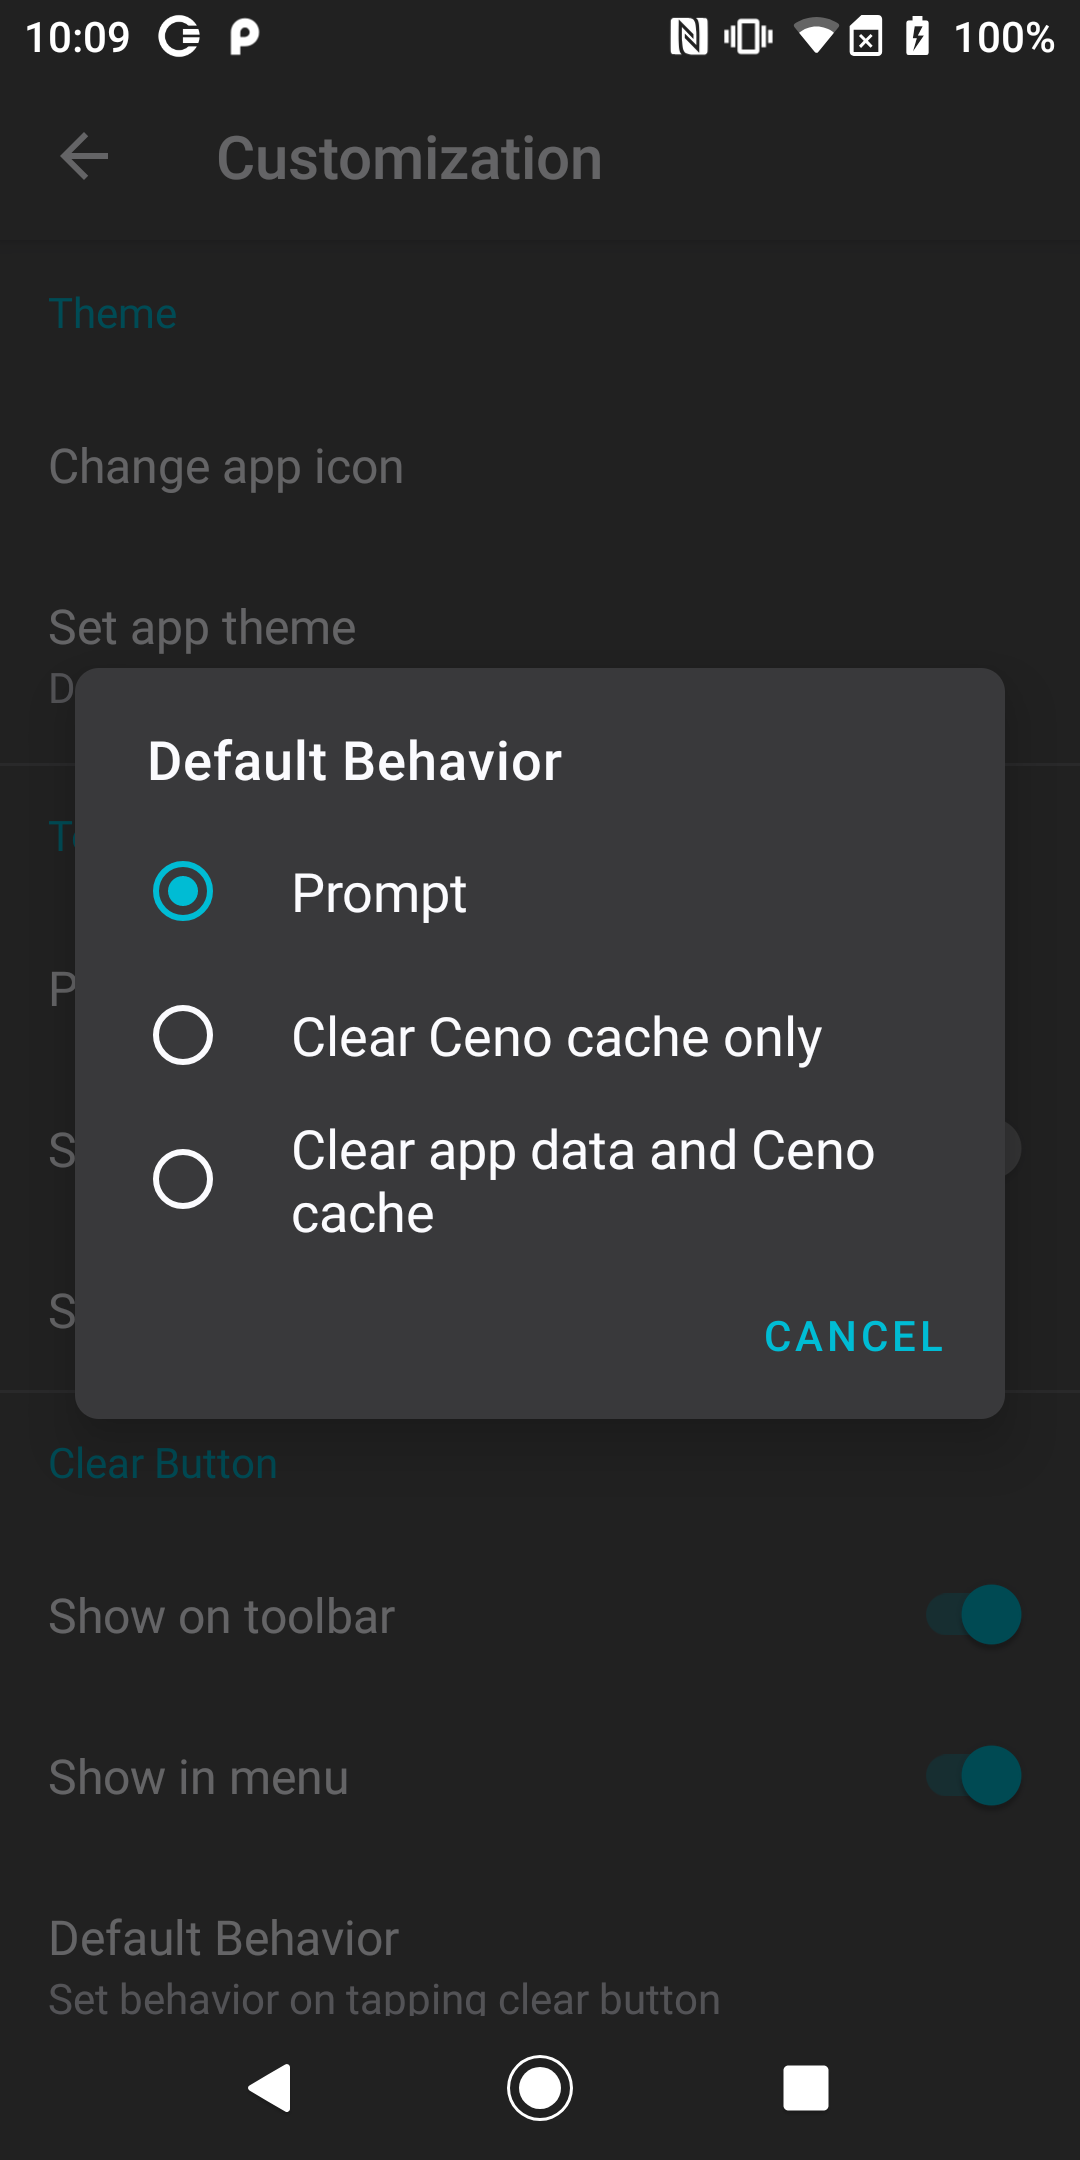 10:09
100%
Customization
Theme
Change app icon
Set app theme
Default Behavior
Prompt
Clear Ceno cache only
Clear app data and Ceno
cache
CANCEL
Clear Button
Show on toolbar
Show in menu
Default Behavior
Set behavior on tapping clear button